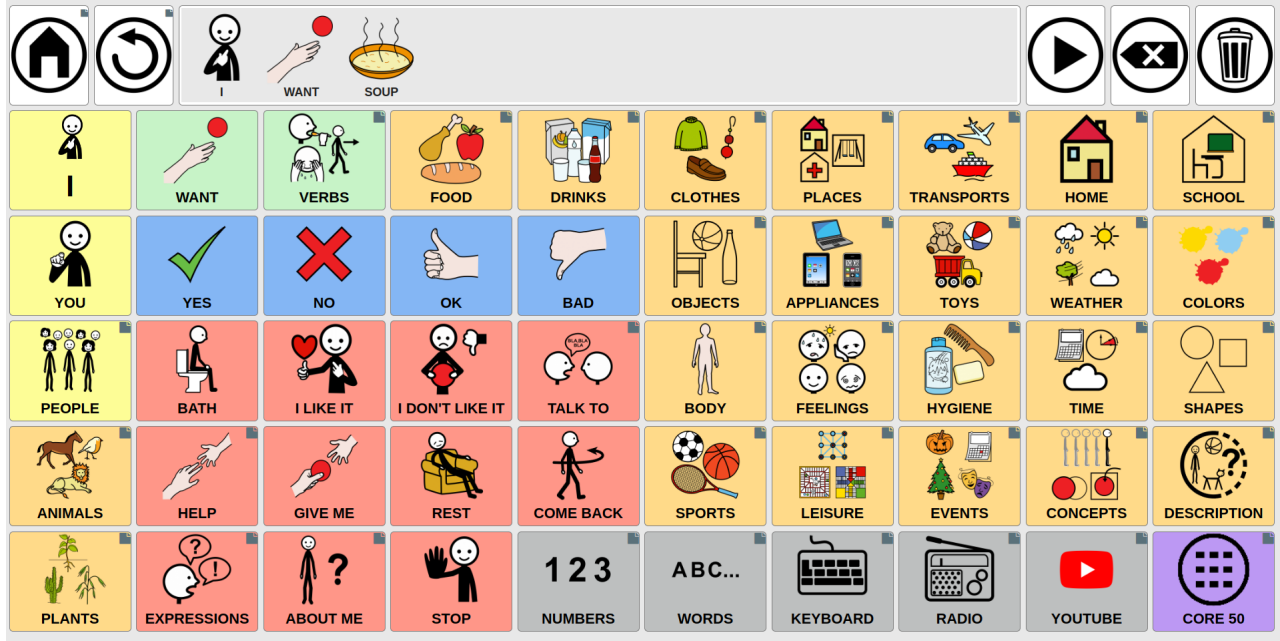 I WANT SOUP
I WANT VERBS FOOD DRINKS CLOTHES PLACES TRANSPORTS HOME SCHOOL
YOU YES NO OK BAD OBJECTS APPLIANCES TOYS WEATHER COLORS
BLA,BLA
BLA
PEOPLE BATH I LIKE IT I DON'T LIKE IT TALK TO BODY FEELINGS HYGIENE TIME SHAPES
ANIMALS HELP GIVE ME REST COME BACK SPORTS LEISURE EVENTS CONCEPTS DESCRIPTION
1 2 3 ABC...
PLANTS EXPRESSIONS ABOUT ME STOP NUMBERS WORDS KEYBOARD RADIO YOUTUBE CORE 50